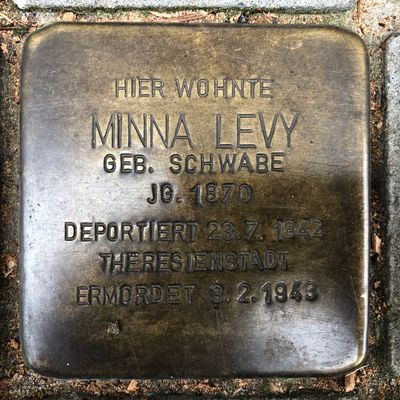 HIER WOHNTE
MINNA LEVY
GEB. SCHWABE
JG. 1870
DEPORTIERT 23.7.1942
THERESIENSTADT
ERMORDET 3.2.1943